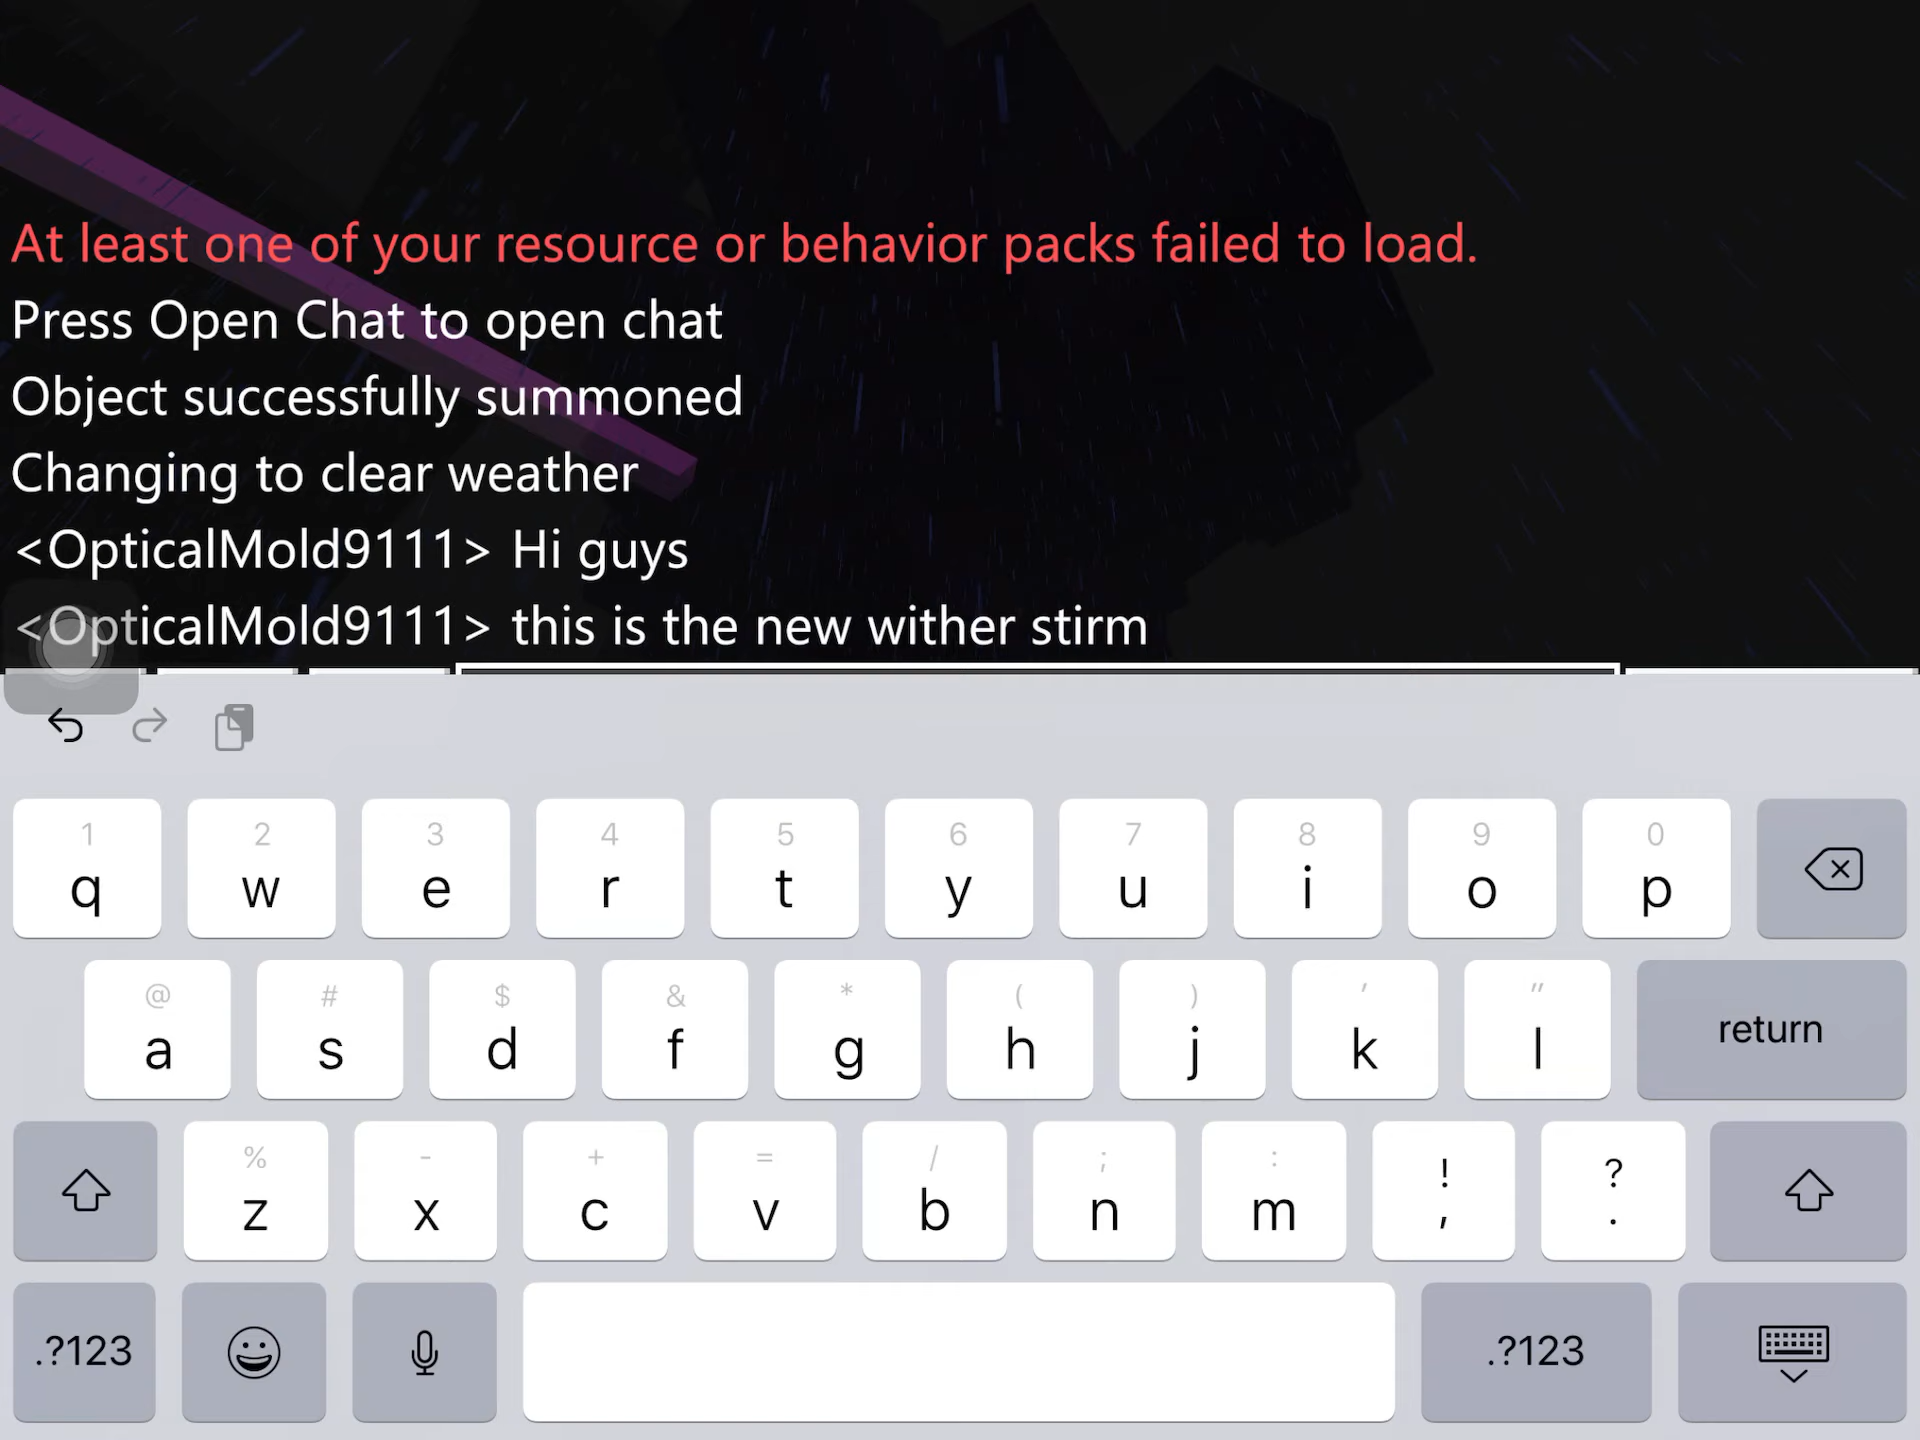 At least one of your resource or behavior packs failed to load.
Press Open Chat to open chat
Object successfully summoned
Changing to clear weather
<OpticalMold9111> Hi guys
<OpticalMold9111> this is the new wither stirm
1 2 3 4 5 6 7 8 9 0
q w e r t y u i o p
@ # $ & * ( ) ' "
a s d f g h j k l return
% - + = / ; : ! ?
z x c v b n m , .
.?123 .?123